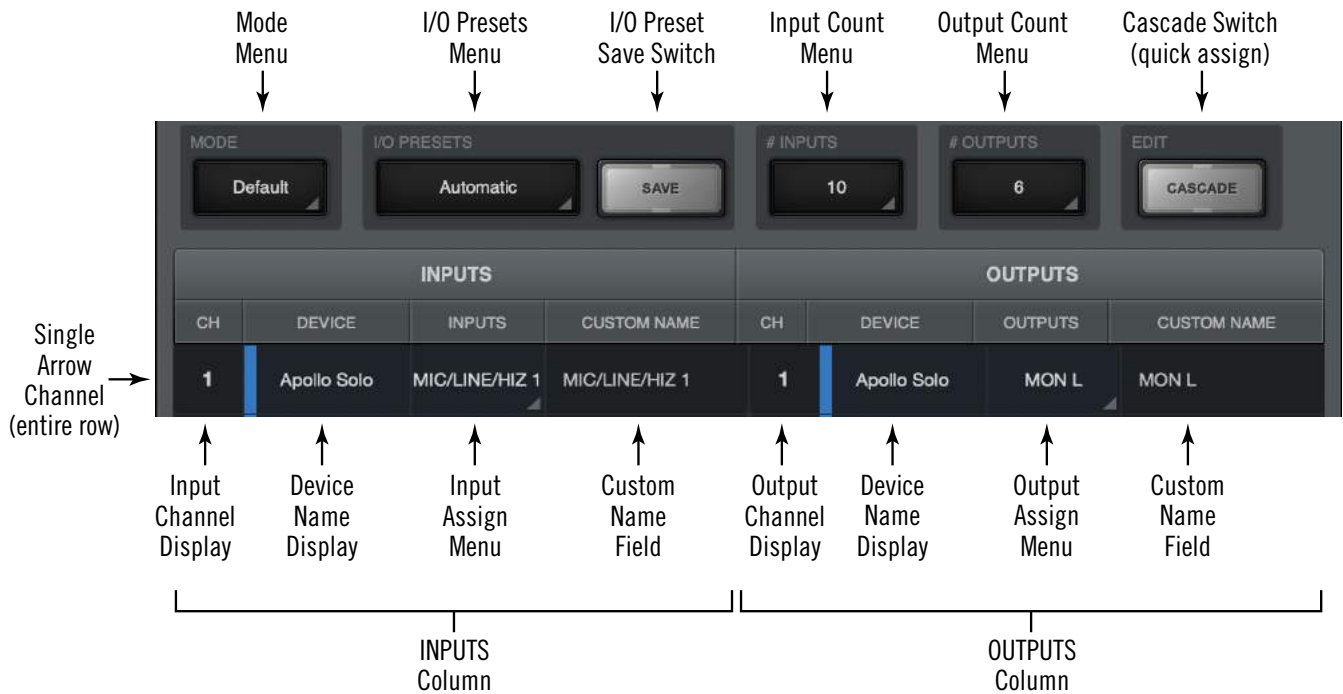 Mode
Menu
I/O Presets
Menu
I/O Preset
Save Switch
Input Count
Menu
Output Count
Menu
Cascade Switch
(quick assign)
MODE
I/O PRESETS
# INPUTS
# OUTPUTS
EDIT
Default
Automatic
SAVE
10
6
CASCADE
INPUTS
OUTPUTS
CH
DEVICE
INPUTS
CUSTOM NAME
CH
DEVICE
OUTPUTS
CUSTOM NAME
Single
Arrow
Channel
(entire row)
1
Apollo Solo
MIC/LINE/HIZ 1
MIC/LINE/HIZ 1
1
Apollo Solo
MON L
MON L
Input
Channel
Display
Device
Name
Display
Input
Assign
Menu
Custom
Name
Field
Output
Channel
Display
Device
Name
Display
Output
Assign
Menu
Custom
Name
Field
INPUTS
Column
OUTPUTS
Column